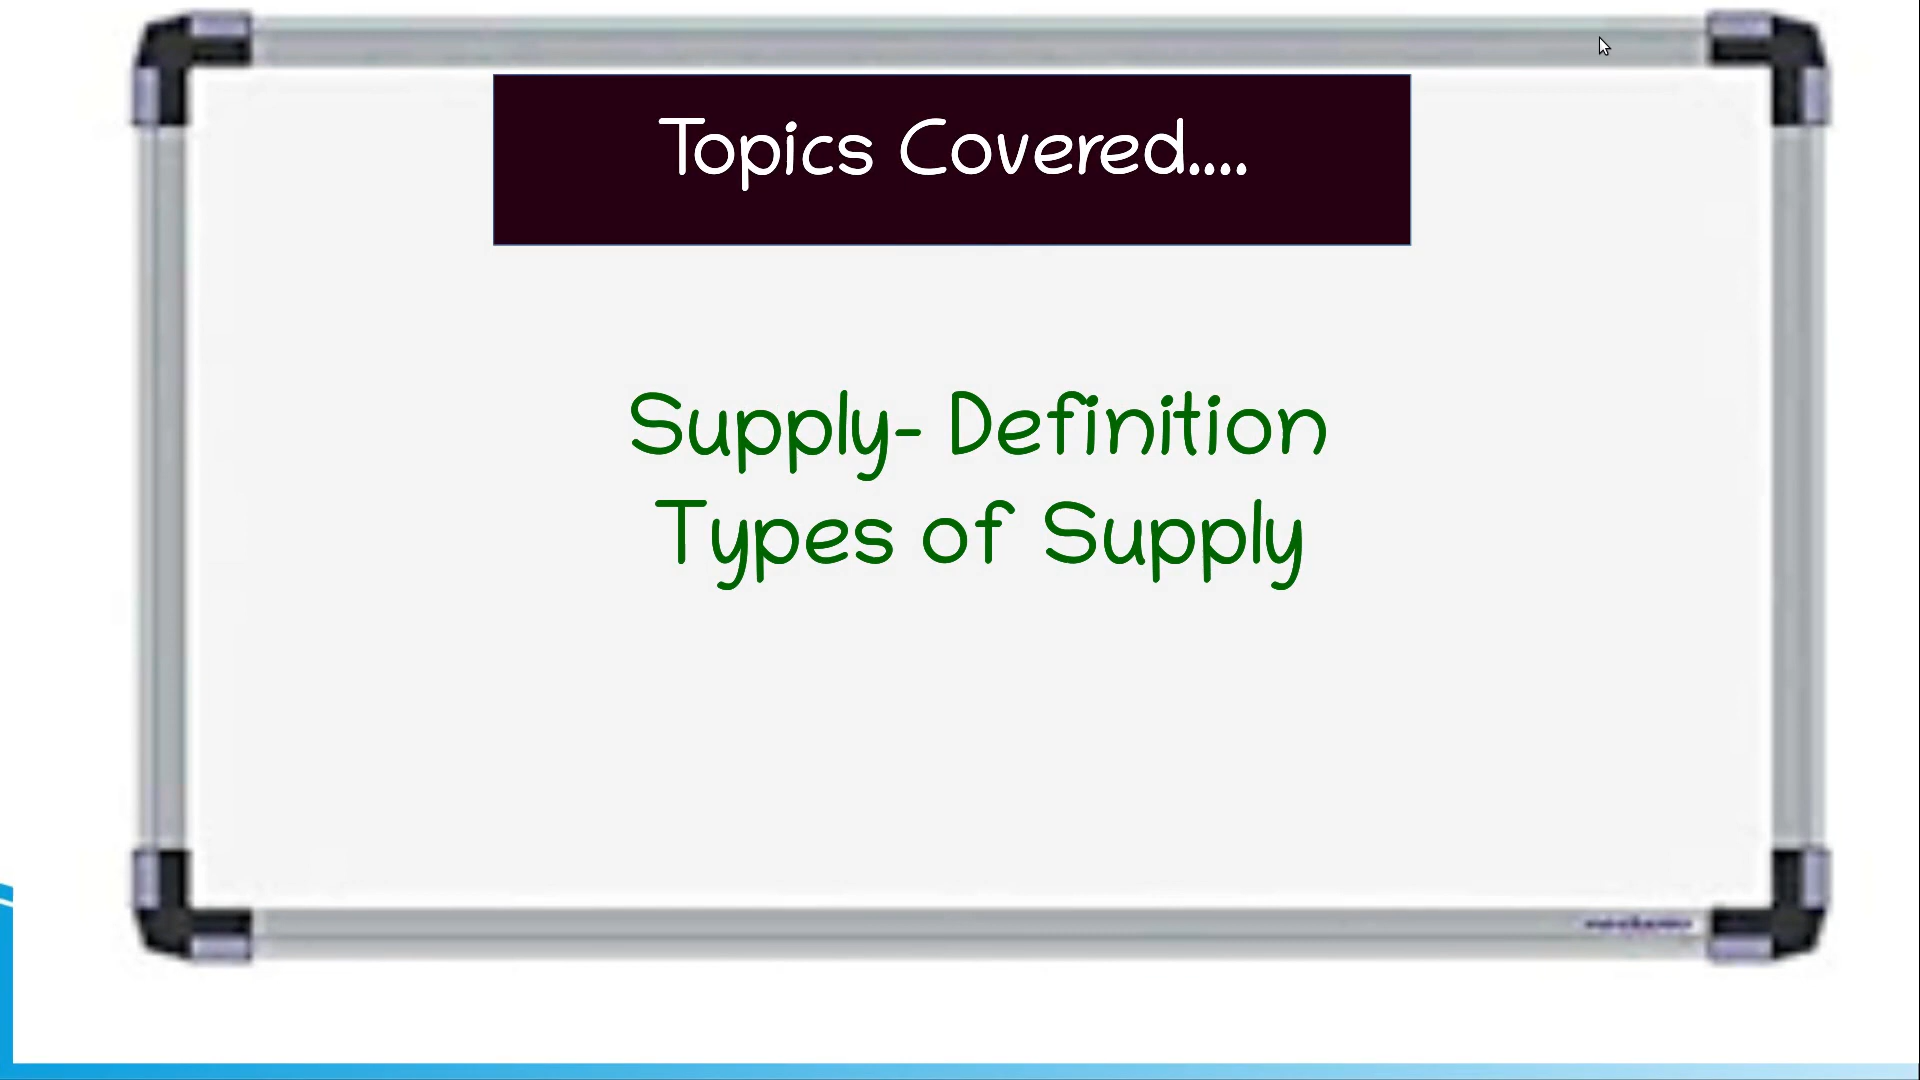 Topics Covered....
Supply- Definition
Types of Supply